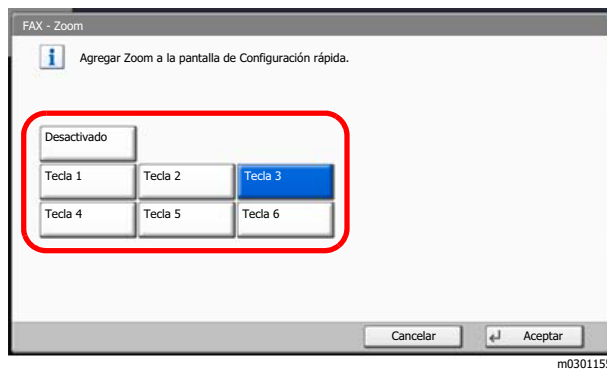 FAX - Zoom
i Agregar Zoom a la pantalla de Configuración rápida.
Desactivado
Tecla 1 Tecla 2 Tecla 3
Tecla 4 Tecla 5 Tecla 6
Cancelar Aceptar
m0301155